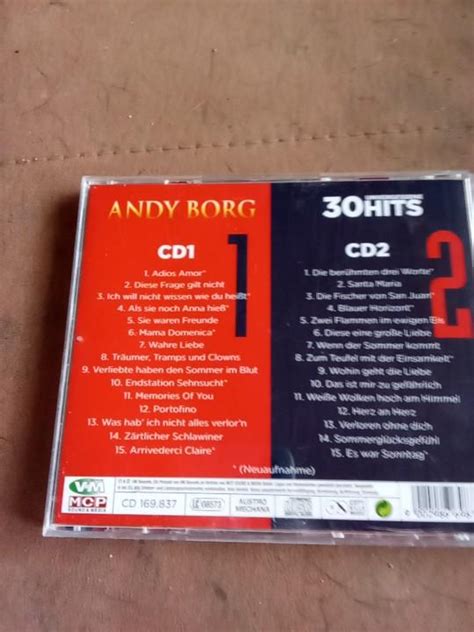 ANDY BORG
CD1
1
1. Adios Amor*
2. Diese Frage gilt nicht
3. Ich will nicht wissen wie du heißt*
4. Als sie noch Anna hieß*
5. Sie waren Freunde
6. Mama Domenica*
7. Wahre Liebe
8. Träumer, Tramps und Clowns
9. Verliebte haben den Sommer im Blut
10. Endstation Sehnsucht*
11. Memories Of You
12. Portofino
13. Was hab' ich nicht alles verlor'n
14. Zärtlicher Schlawiner
15. Arrivederci Claire*
30 HITS
CD2
2
1. Die berühmten drei Worte*
2. Santa Maria
3. Die Fischer von San Juan*
4. Blauer Horizont*
5. Zwei Flammen im ewigen Eis
6. Diese eine große Liebe
7. Wenn der Sommer kommt
8. Zum Teufel mit der Einsamkeit*
9. Wohin geht die Liebe
10. Das ist mir zu gefährlich
11. Weiße Wolken hoch am Himmel
12. Herz an Herz
13. Verloren ohne dich
14. Sommerglücksgefühl
15. Es war Sonntag*
* (Neuaufnahme)
VM
MCP
SOUND & MEDIA
CD 169.837
LC 08573
AUSTRO
MECHANA